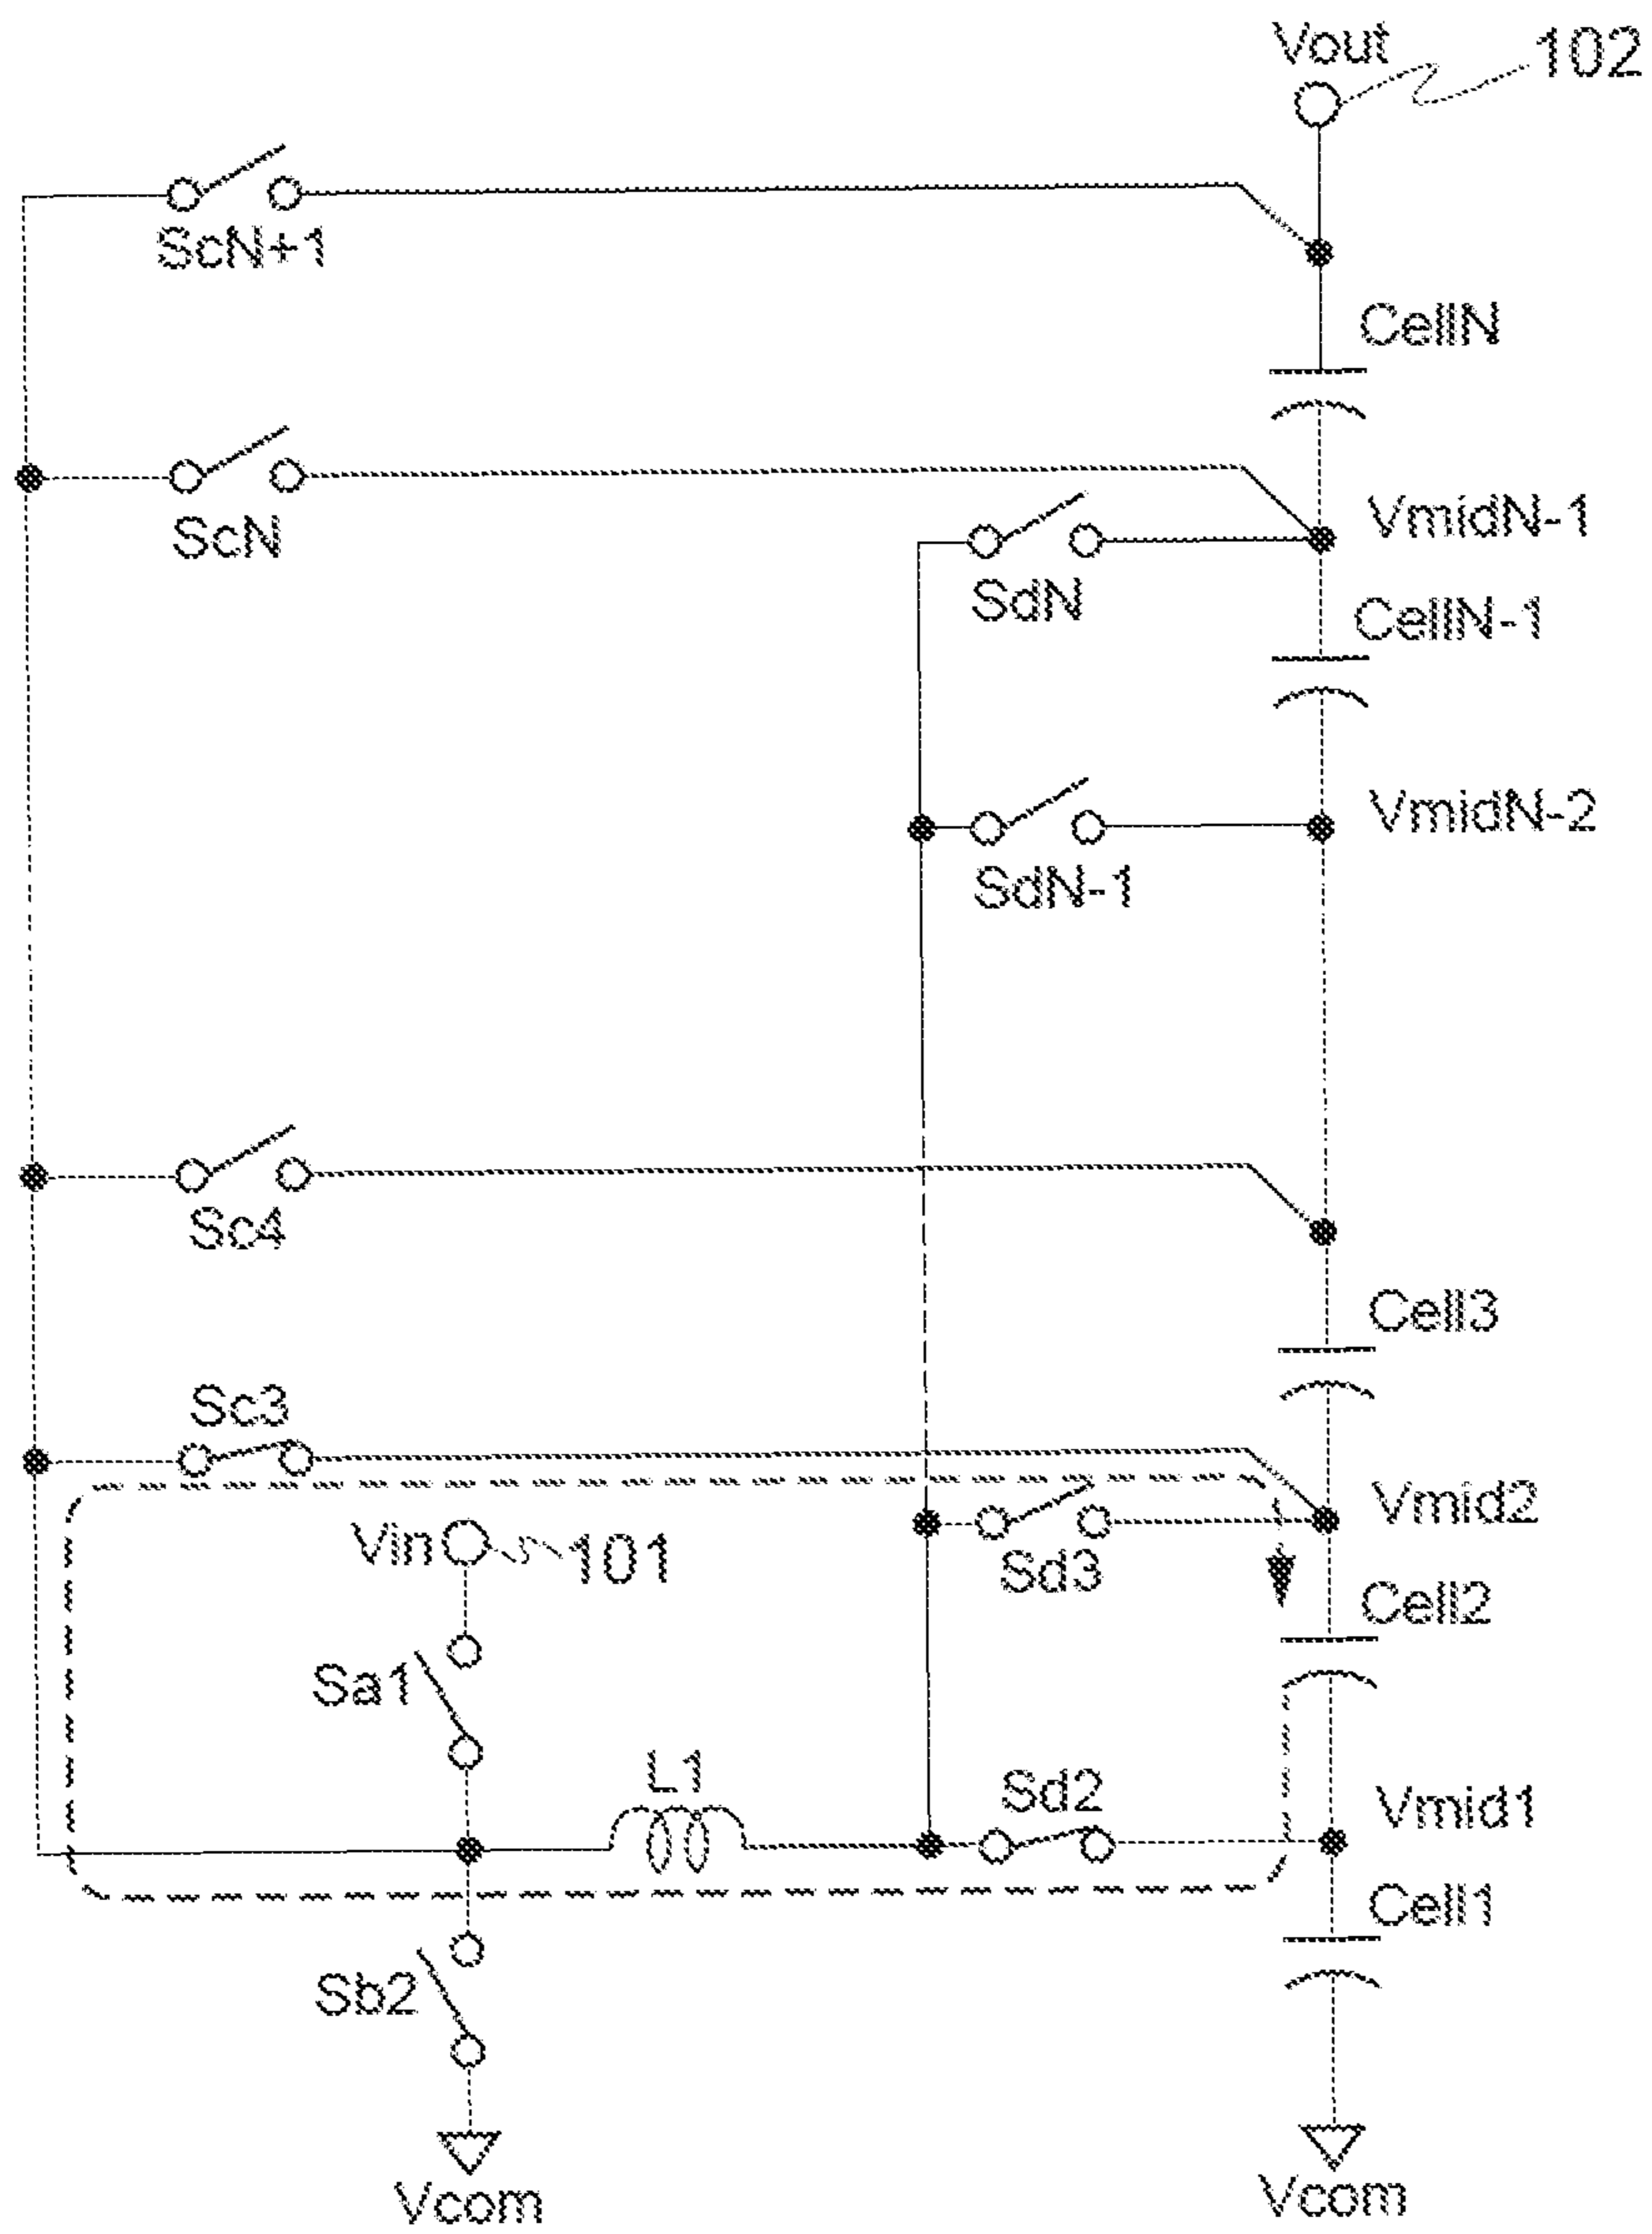 Vout
102
ScN+1
CellN
ScN
VmidN-1
SdN
CellN-1
VmidN-2
SdN-1
Sc4
Cell3
Sc3
Vmid2
Vin
101
Sd3
Cell2
Sa1
L1
Sd2
Vmid1
Cell1
Sb2
Vcom
Vcom